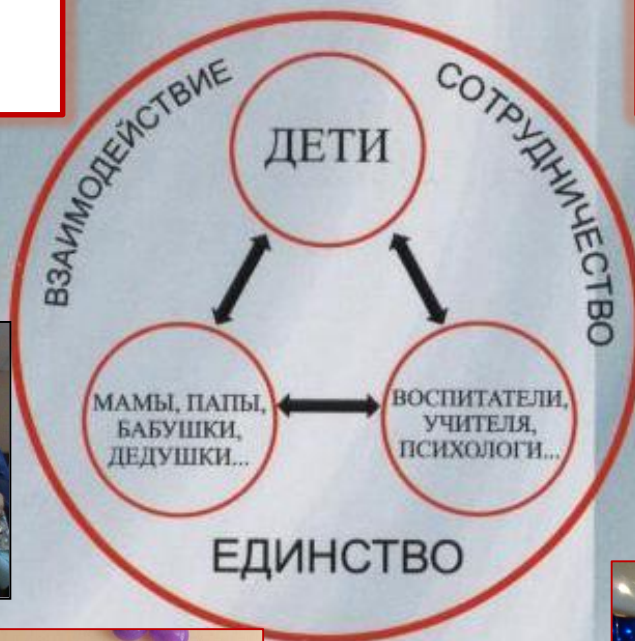 ВЗАИМОДЕЙСТВИЕ
СОТРУДНИЧЕСТВО
ДЕТИ
МАМЫ, ПАПЫ,
БАБУШКИ,
ДЕДУШКИ...
ВОСПИТАТЕЛИ,
УЧИТЕЛЯ,
ПСИХОЛОГИ...
ЕДИНСТВО